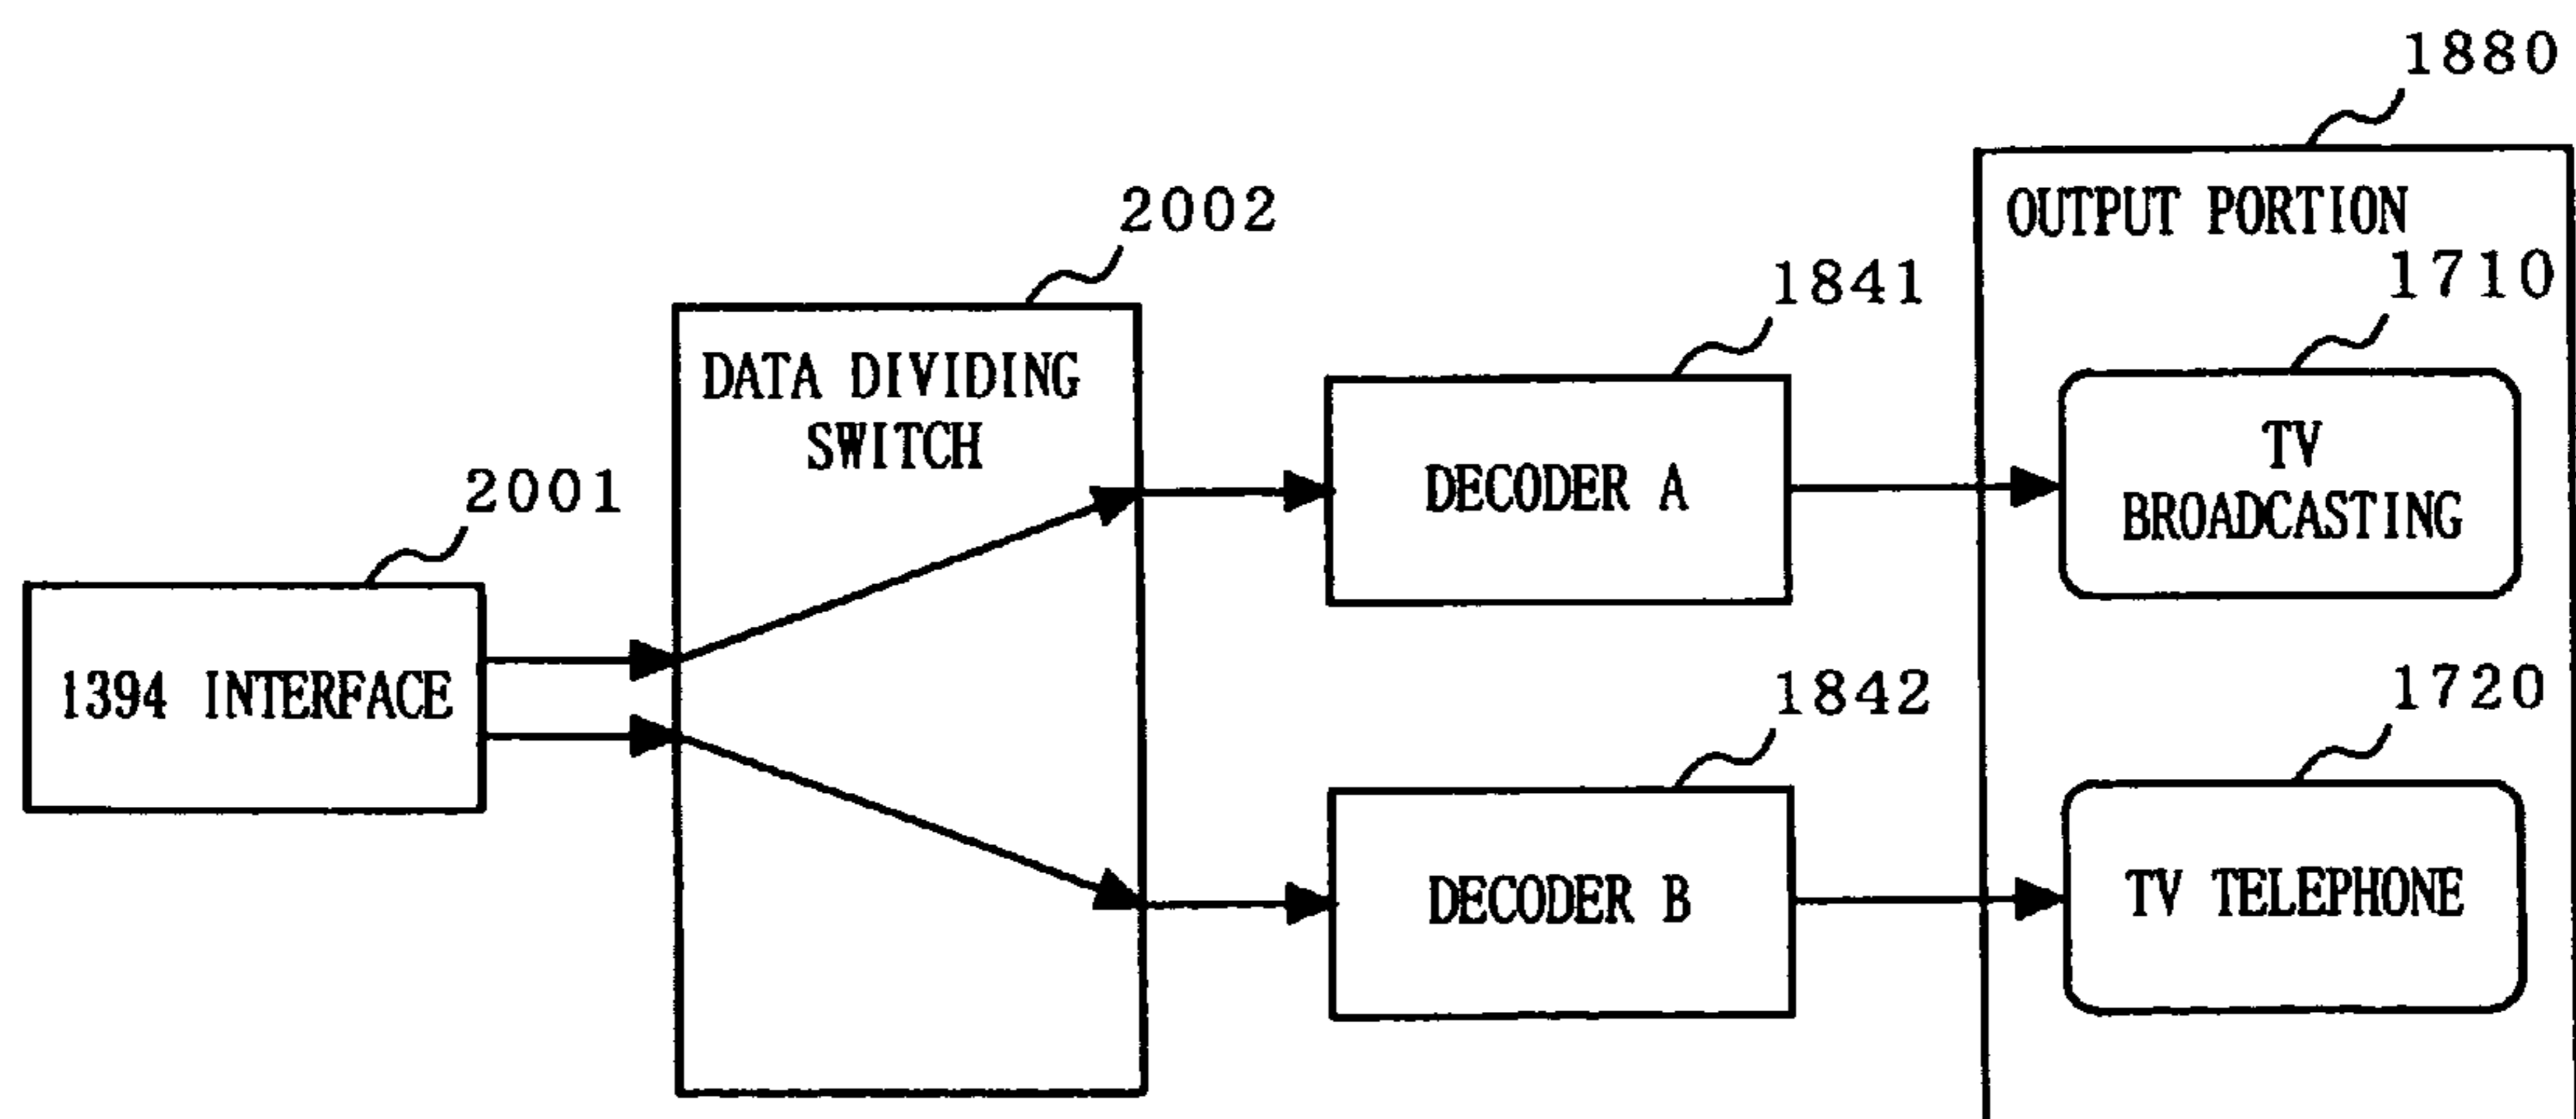 1880
OUTPUT PORTION
2002
1841
1710
DATA DIVIDING
SWITCH
TV
BROADCASTING
DECODER A
2001
1394 INTERFACE
1842
1720
DECODER B
TV TELEPHONE